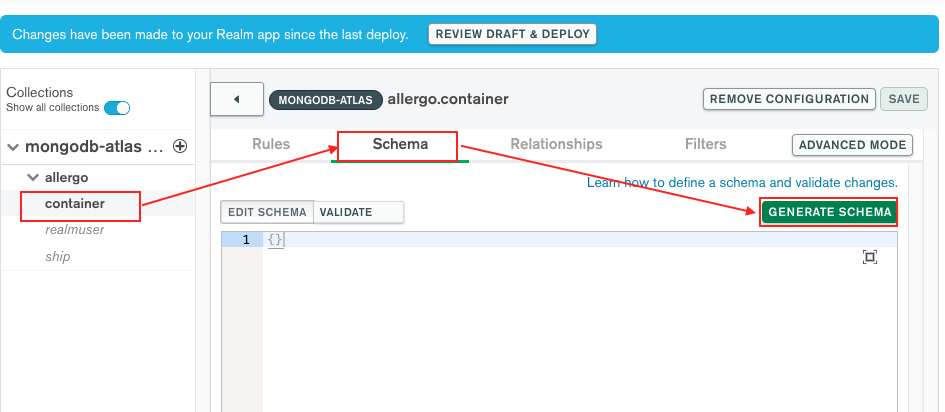 Changes have been made to your Realm app since the last deploy. REVIEW DRAFT & DEPLOY
Collections
Show all collections
mongodb-atlas ...
allergo
container
realmuser
ship
MONGODB-ATLAS allergo.container REMOVE CONFIGURATION SAVE
Rules Schema Relationships Filters ADVANCED MODE
Learn how to define a schema and validate changes.
EDIT SCHEMA VALIDATE GENERATE SCHEMA
1 {}